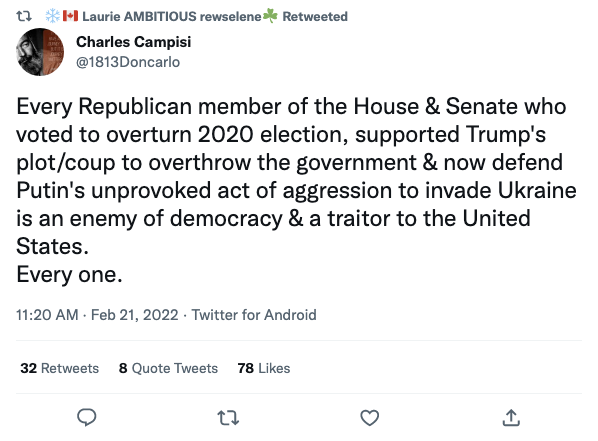 Laurie AMBITIOUS rewselene☘️ Retweeted
Charles Campisi
@1813Doncarlo
Every Republican member of the House & Senate who
voted to overturn 2020 election, supported Trump's
plot/coup to overthrow the government & now defend
Putin's unprovoked act of aggression to invade Ukraine
is an enemy of democracy & a traitor to the United
States.
Every one.
11:20 AM · Feb 21, 2022 · Twitter for Android
32 Retweets 8 Quote Tweets 78 Likes